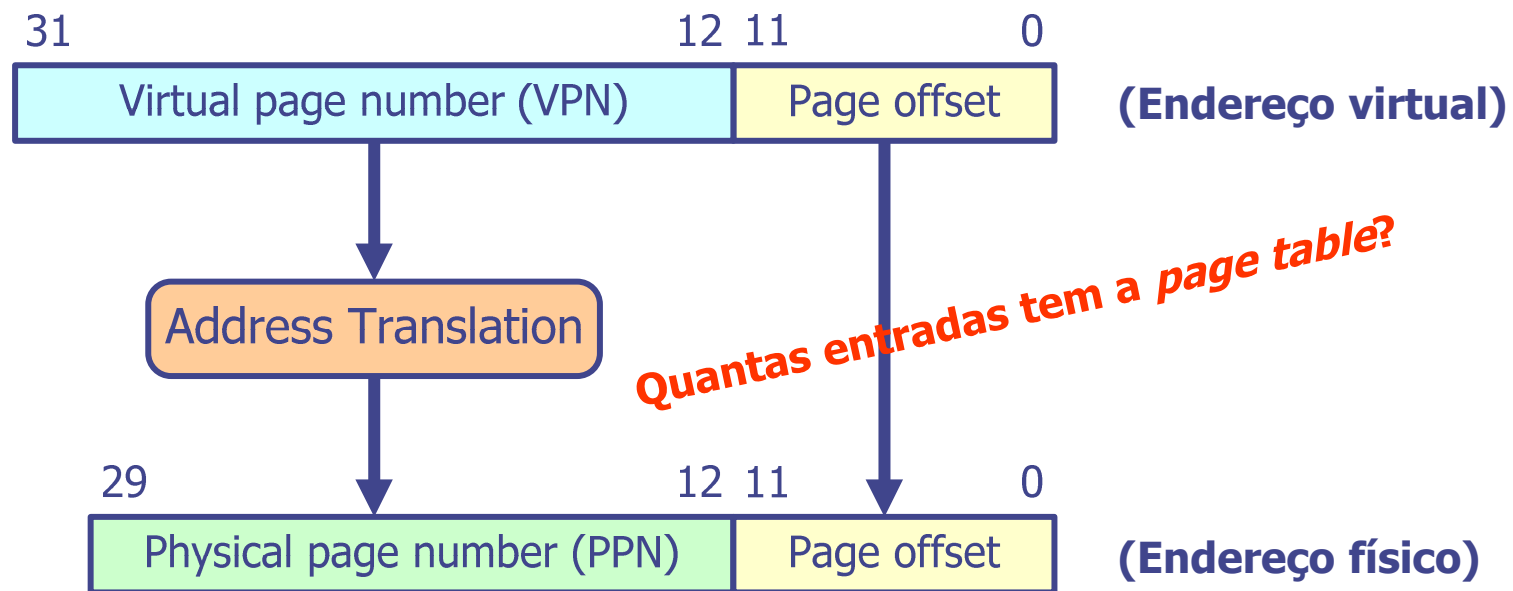 31 12 11 0
Virtual page number (VPN) Page offset (Endereço virtual)
Quantas entradas tem a page table?
Address Translation
29 12 11 0
Physical page number (PPN) Page offset (Endereço físico)